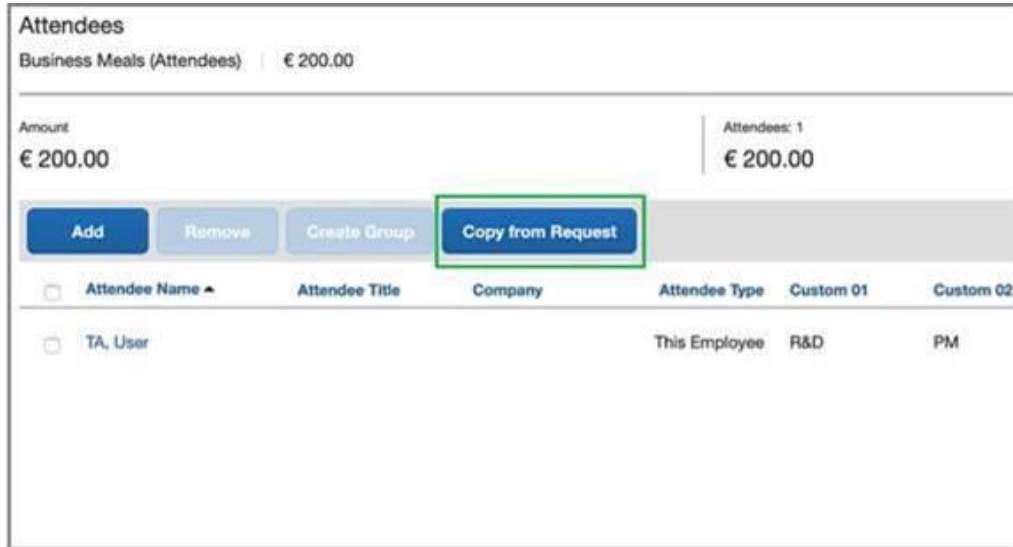 Attendees
Business Meals (Attendees) € 200.00
Amount
€ 200.00
Attendees: 1
€ 200.00
Add Remove Create Group Copy from Request
Attendee Name Attendee Title Company Attendee Type Custom 01 Custom 02
TA, User This Employee R&D PM